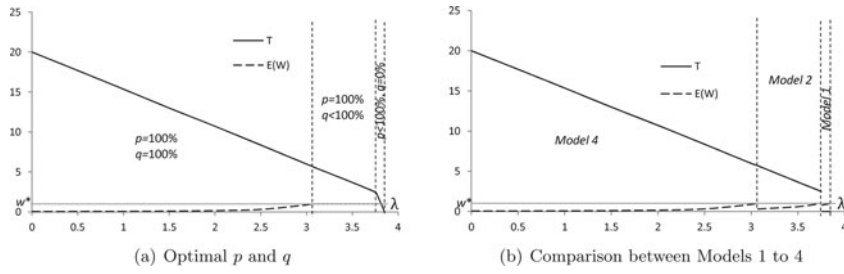 25
20
15
10
5
w*
0
0 0.5 1 1.5 2 2.5 3 3.5 4
T
E(W)
p=100%
q=100%
p=100%
q<100%
p<100%, q=0%
λ
(a) Optimal p and q
25
20
15
10
5
w*
0
0 0.5 1 1.5 2 2.5 3 3.5 4
T
E(W)
Model 4
Model 2
Model 1
λ
(b) Comparison between Models 1 to 4